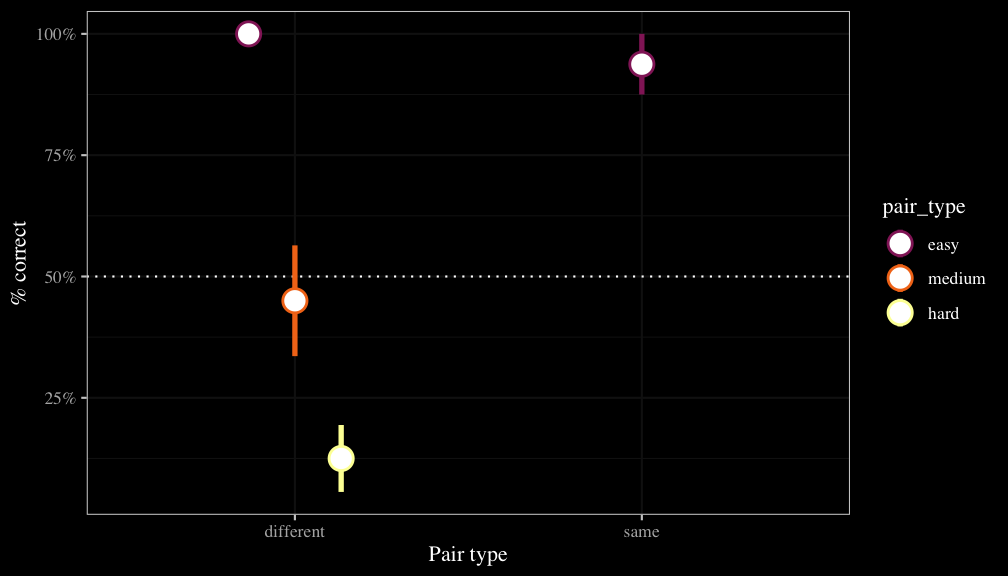 100%
75%
50%
25%
% correct
different
same
Pair type
pair_type
easy
medium
hard